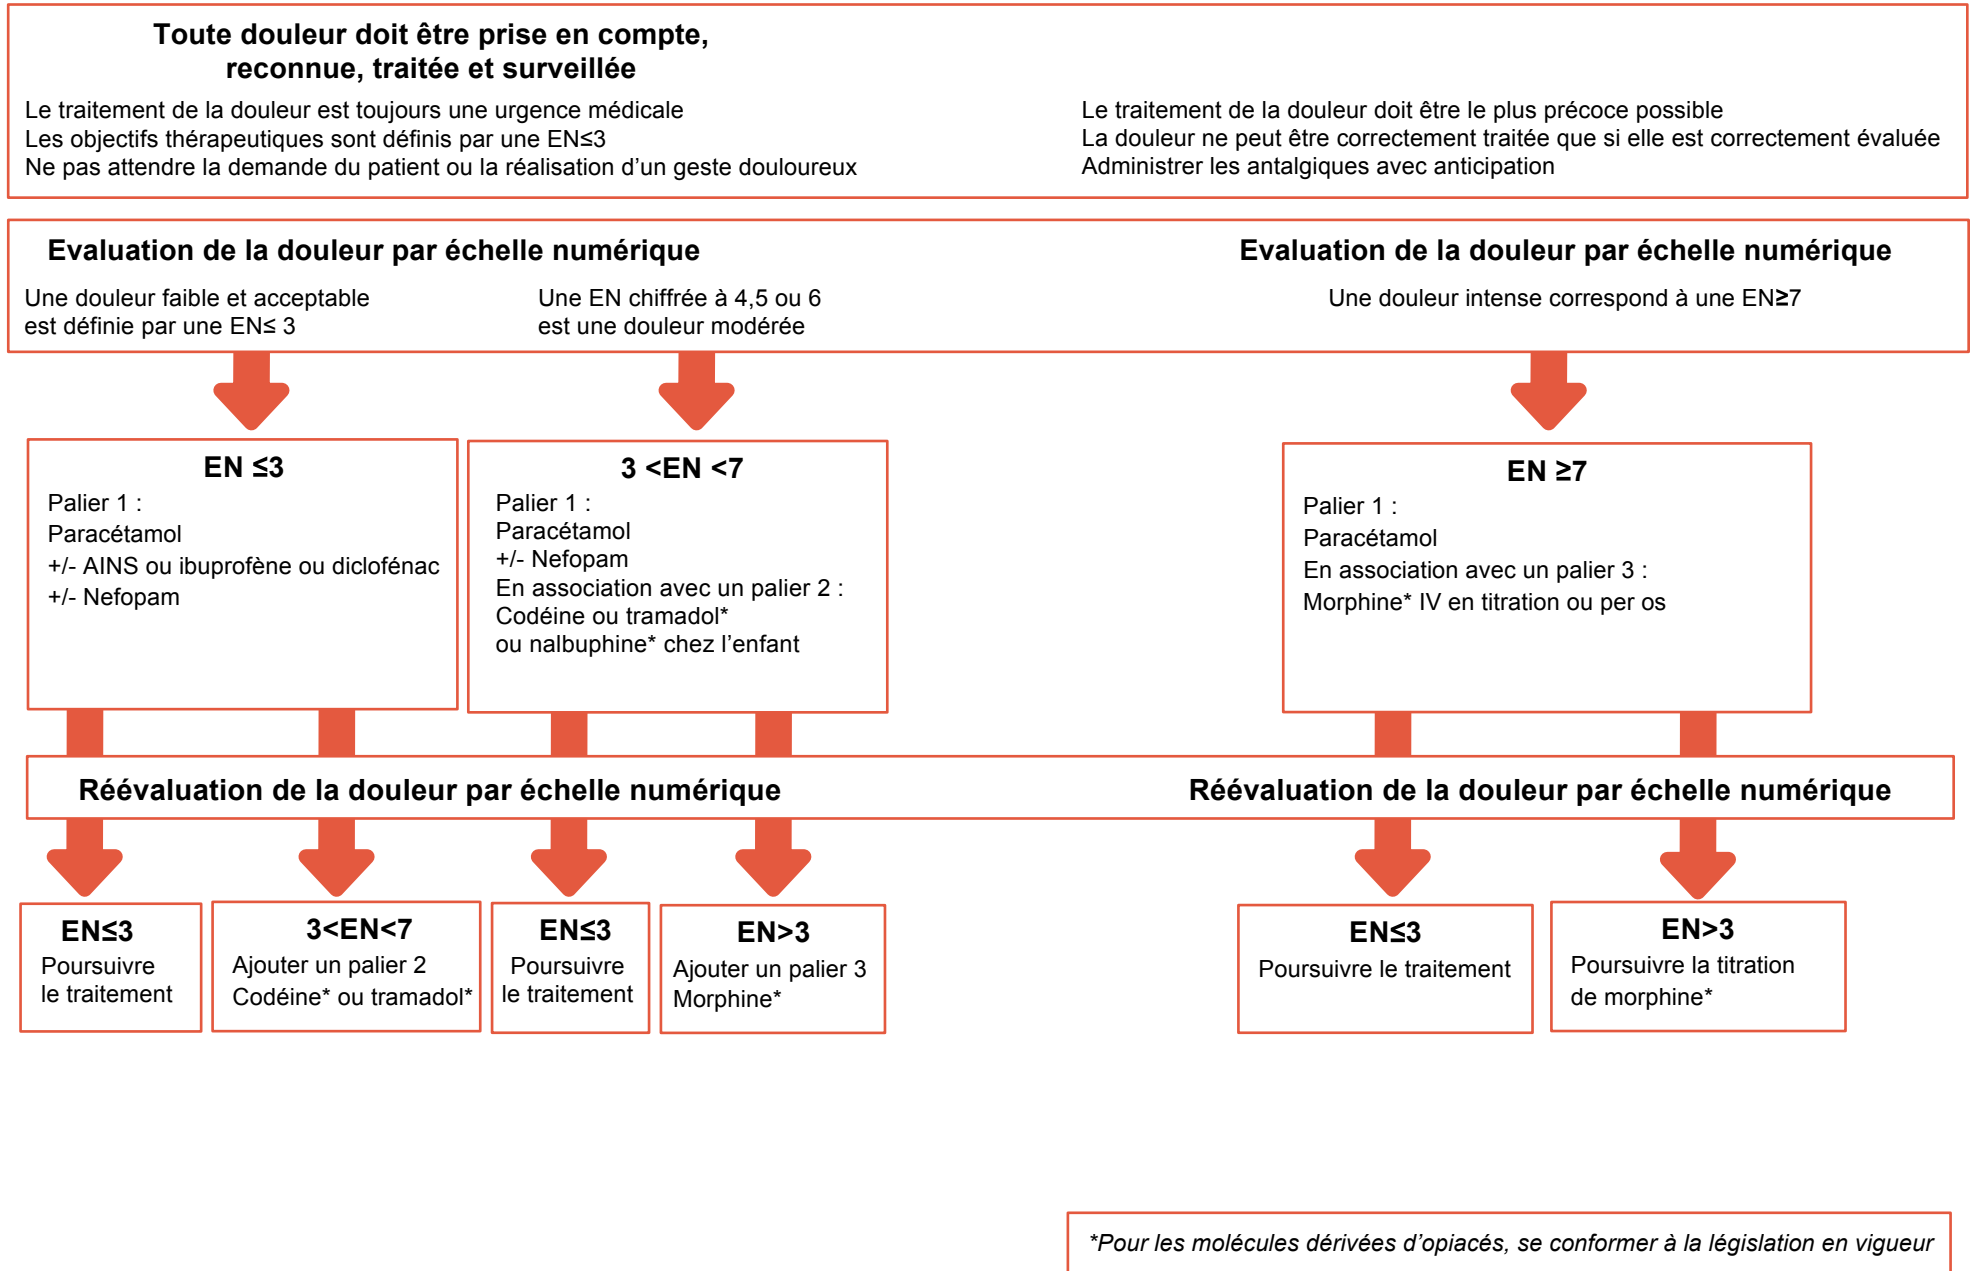 Toute douleur doit être prise en compte,
reconnue, traitée et surveillée
Le traitement de la douleur est toujours une urgence médicale
Les objectifs thérapeutiques sont définis par une EN≤3
Ne pas attendre la demande du patient ou la réalisation d'un geste douloureux
Le traitement de la douleur doit être le plus précoce possible
La douleur ne peut être correctement traitée que si elle est correctement évaluée
Administrer les antalgiques avec anticipation
Evaluation de la douleur par échelle numérique
Une douleur faible et acceptable
est définie par une EN≤ 3
Une EN chiffrée à 4,5 ou 6
est une douleur modérée
Evaluation de la douleur par échelle numérique
Une douleur intense correspond à une EN≥7
EN ≤3
Palier 1 :
Paracétamol
+/- AINS ou ibuprofène ou diclofénac
+/- Nefopam
3 <EN <7
Palier 1 :
Paracétamol
+/- Nefopam
En association avec un palier 2 :
Codéine ou tramadol*
ou nalbuphine* chez l'enfant
EN ≥7
Palier 1 :
Paracétamol
En association avec un palier 3 :
Morphine* IV en titration ou per os
Réévaluation de la douleur par échelle numérique
Réévaluation de la douleur par échelle numérique
EN≤3
Poursuivre
le traitement
3<EN<7
Ajouter un palier 2
Codéine* ou tramadol*
EN≤3
Poursuivre
le traitement
EN>3
Ajouter un palier 3
Morphine*
EN≤3
Poursuivre le traitement
EN>3
Poursuivre la titration
de morphine*
*Pour les molécules dérivées d'opiacés, se conformer à la législation en vigueur